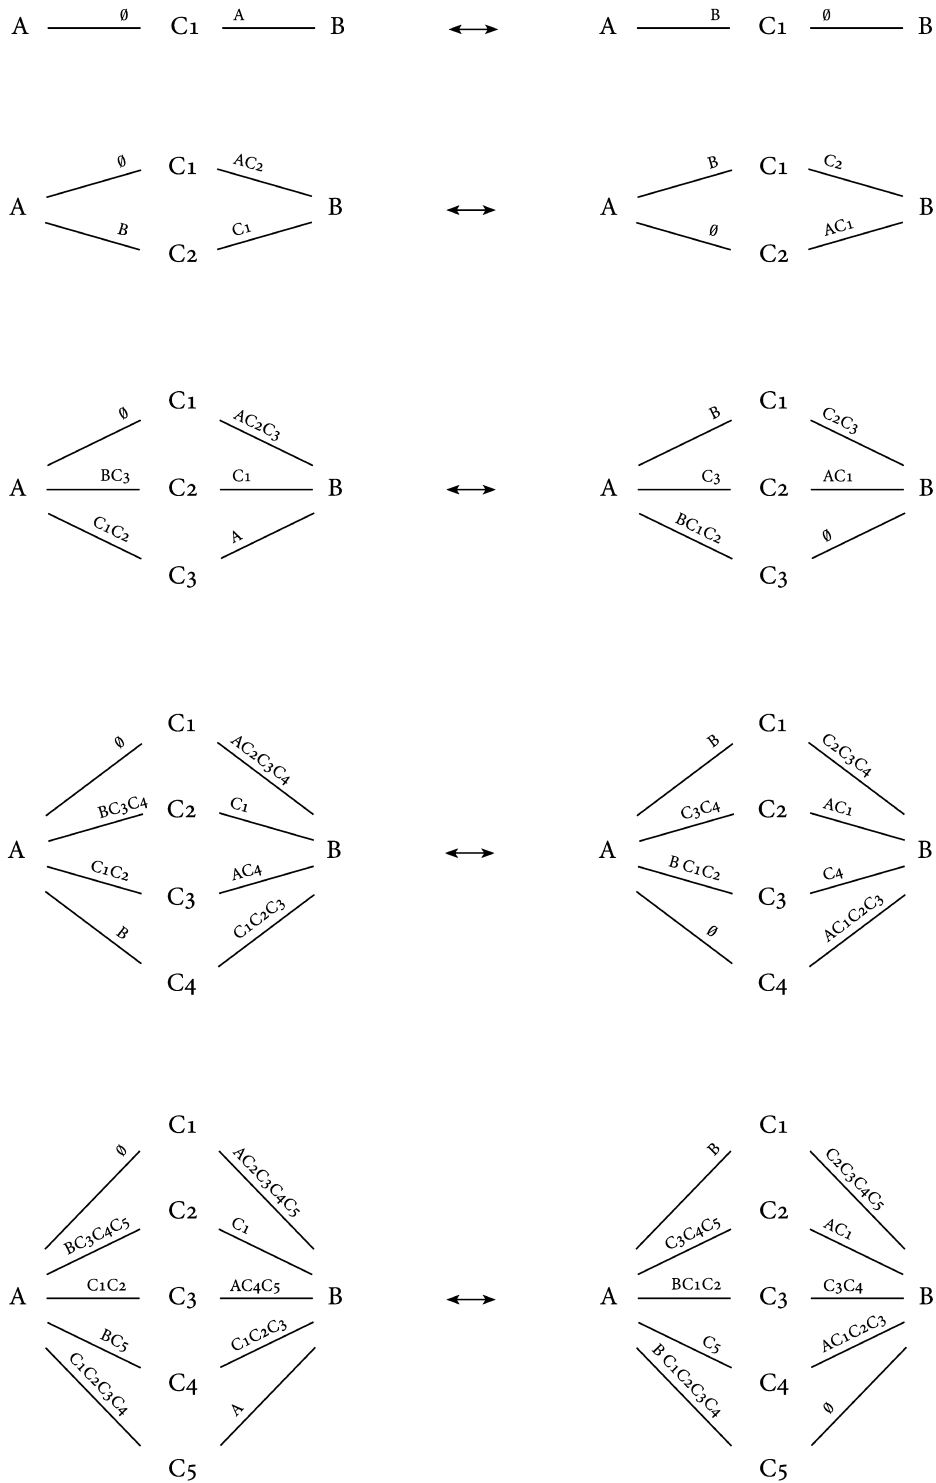 ∅ A B ∅
A C1 B A C1 B
∅ C1 AC2 B C1 C2
A B A B
B C2 C1 ∅ C2 AC1
C1 C1
∅ AC2C3 B C2C3
BC3 C1 C3 AC1
A C2 B A C2 B
C1C2 A BC1C2 ∅
C3 C3
C1 C1
∅ AC2C3C4 B C2C3C4
BC3C4 C2 C1 C3C4 C2 AC1
A B A B
C1C2 C3 AC4 B C1C2 C3 C4
B C1C2C3 ∅ AC1C2C3
C4 C4
C1 C1
∅ AC2C3C4C5 B C2C3C4C5
C2 C2
BC3C4C5 C1 C3C4C5 AC1
C1C2 AC4C5 BC1C2 C3C4
A C3 B A C3 B
BC5 C1C2C3 C5 AC1C2C3
C4 C4
C1C2C3C4 A B C1C2C3C4 ∅
C5 C5